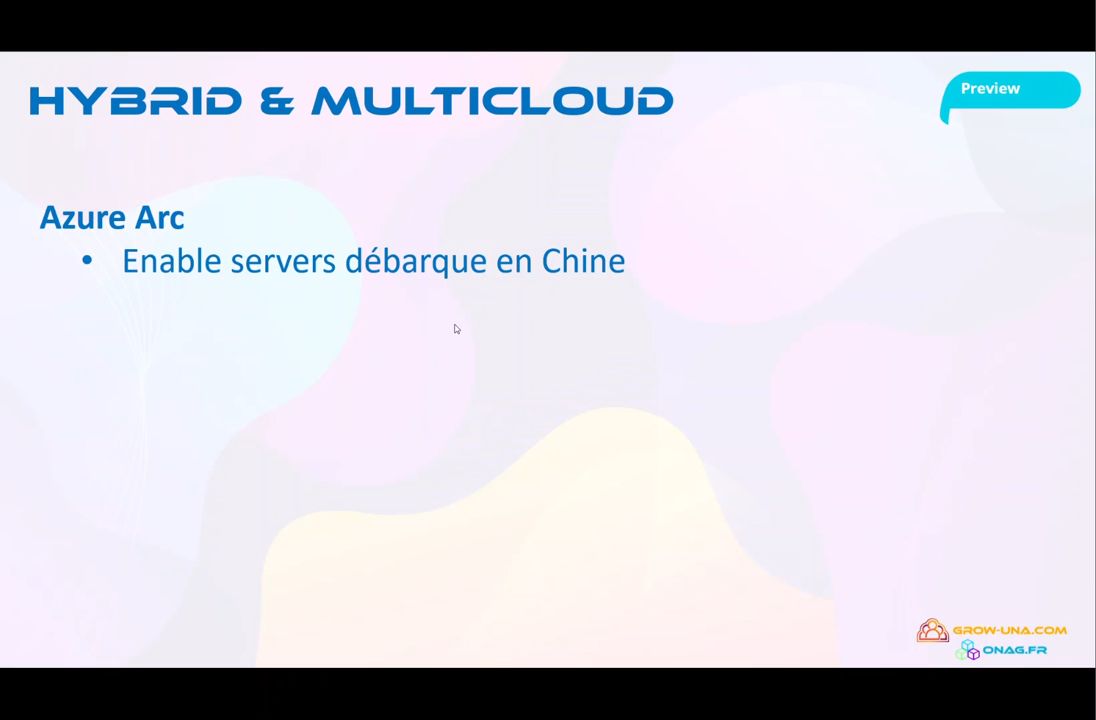 HYBRID & MULTICLOUD
Preview
Azure Arc
• Enable servers débarque en Chine
GROW-UNA.COM
ONAG.FR